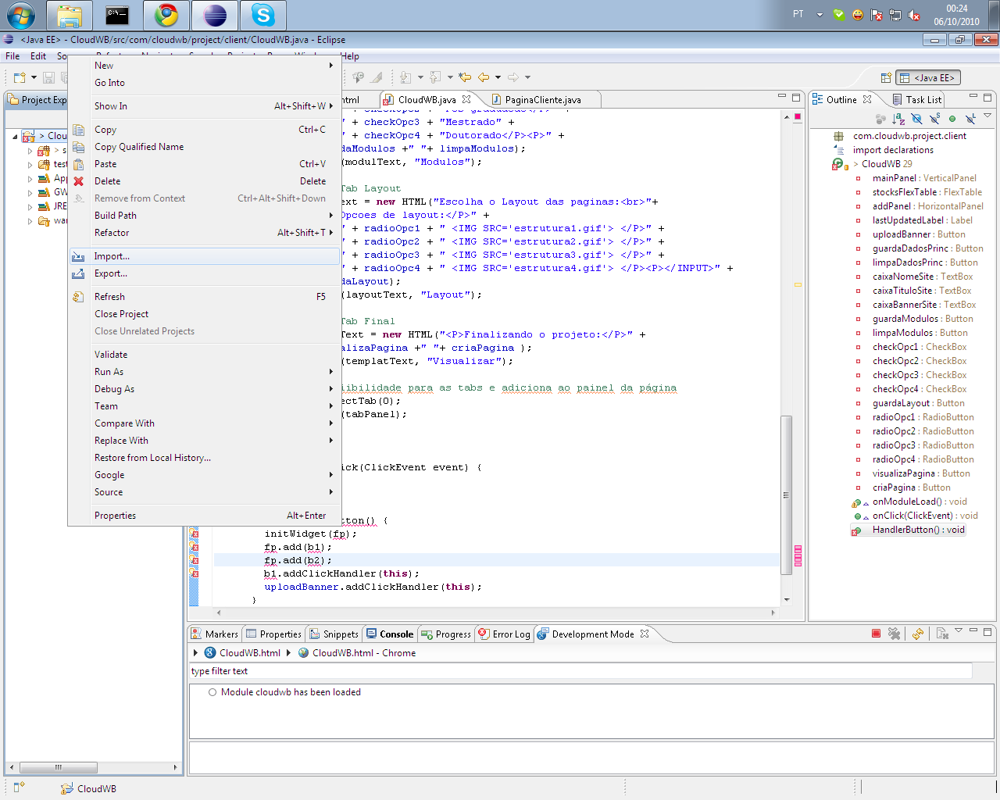 PT
00:24
06/10/2010
<Java EE> - CloudWB/src/com/cloudwb/project/client/CloudWB.java - Eclipse
File Edit So Help
<Java EE>
Project Exp
html CloudWB.java PaginaCliente.java
Outline Task List
> Clou
> s
test
App
GW
JRE
war
New
Go Into
Show In Alt+Shift+W
Copy Ctrl+C
Copy Qualified Name
Paste Ctrl+V
Delete Delete
Remove from Context Ctrl+Alt+Shift+Down
Build Path
Refactor Alt+Shift+T
Import...
Export...
Refresh F5
Close Project
Close Unrelated Projects
Validate
Run As
Debug As
Team
Compare With
Replace With
Restore from Local History...
Google
Source
Properties Alt+Enter
" + checkOpc3 + "Mestrado" +
" + checkOpc4 + "Doutorado</P><P>" +
daModulos +" "+ limpaModulos);
(modulText, "Modulos");
Tab Layout
ext = new HTML("Escolha o Layout das paginas:<br>"+
Opcoes de layout:</P>" +
" + radioOpc1 + " <IMG SRC='estrutura1.gif'> </P>" +
" + radioOpc2 + " <IMG SRC='estrutura2.gif'> </P>" +
" + radioOpc3 + " <IMG SRC='estrutura3.gif'> </P>" +
" + radioOpc4 + " <IMG SRC='estrutura4.gif'> </P><P></INPUT>" +
daLayout);
(layoutText, "Layout");
Tab Final
Text = new HTML("<P>Finalizando o projeto:</P>" +
alizaPagina +" "+ criaPagina );
(templatText, "Visualizar");
iibilidade para as tabs e adiciona ao painel da página
ectTab(0);
(tabPanel);
ick(ClickEvent event) {
tton() {
initWidget(fp);
fp.add(b1);
fp.add(b2);
b1.addClickHandler(this);
uploadBanner.addClickHandler(this);
}
com.cloudwb.project.client
import declarations
> CloudWB 29
mainPanel : VerticalPanel
stocksFlexTable : FlexTable
addPanel : HorizontalPanel
lastUpdatedLabel : Label
uploadBanner : Button
guardaDadosPrinc : Button
limpaDadosPrinc : Button
caixaNomeSite : TextBox
caixaTituloSite : TextBox
caixaBannerSite : TextBox
guardaModulos : Button
limpaModulos : Button
checkOpc1 : CheckBox
checkOpc2 : CheckBox
checkOpc3 : CheckBox
checkOpc4 : CheckBox
guardaLayout : Button
radioOpc1 : RadioButton
radioOpc2 : RadioButton
radioOpc3 : RadioButton
radioOpc4 : RadioButton
visualizaPagina : Button
criaPagina : Button
onModuleLoad() : void
onClick(ClickEvent) : void
HandlerButton() : void
Markers Properties Snippets Console Progress Error Log Development Mode
CloudWB.html CloudWB.html - Chrome
type filter text
Module cloudwb has been loaded
CloudWB